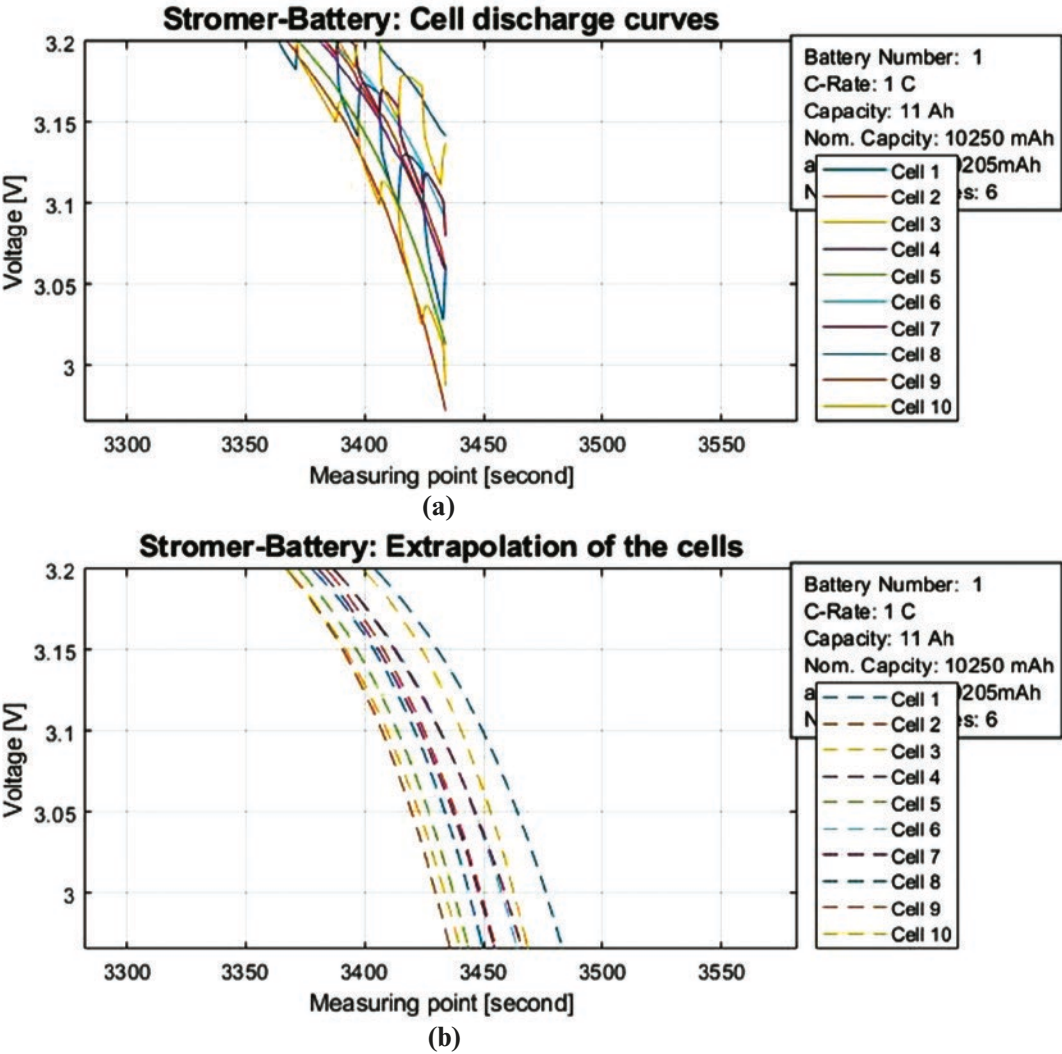 Stromer-Battery: Cell discharge curves
Battery Number: 1
C-Rate: 1 C
Capacity: 11 Ah
Nom. Capcity: 10250 mAh
a 0205mAh
N es: 6
Cell 1
Cell 2
Cell 3
Cell 4
Cell 5
Cell 6
Cell 7
Cell 8
Cell 9
Cell 10
Voltage [V]
3.2
3.15
3.1
3.05
3
3300 3350 3400 3450 3500 3550
Measuring point [second]
(a)
Stromer-Battery: Extrapolation of the cells
Battery Number: 1
C-Rate: 1 C
Capacity: 11 Ah
Nom. Capcity: 10250 mAh
a 0205mAh
N es: 6
Cell 1
Cell 2
Cell 3
Cell 4
Cell 5
Cell 6
Cell 7
Cell 8
Cell 9
Cell 10
Voltage [V]
3.2
3.15
3.1
3.05
3
3300 3350 3400 3450 3500 3550
Measuring point [second]
(b)